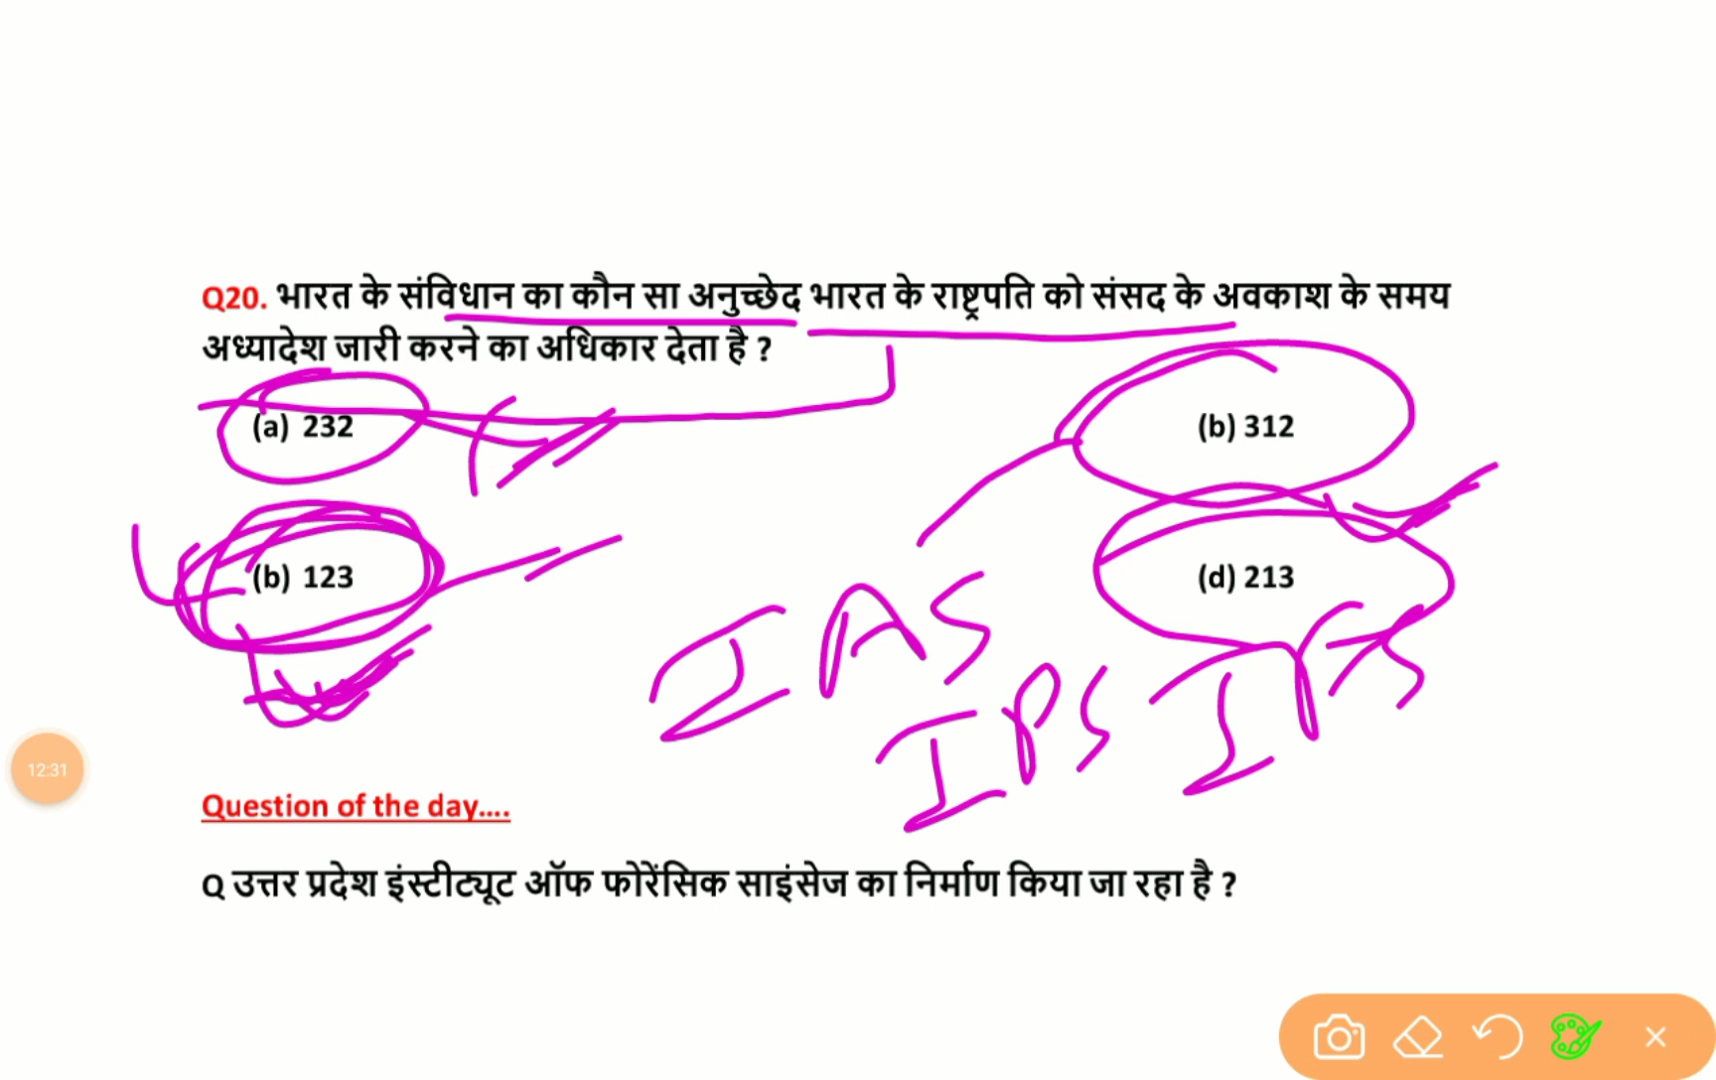 Q20. भारत के संविधान का कौन सा अनुच्छेद भारत के राष्ट्रपति को संसद के अवकाश के समय
अध्यादेश जारी करने का अधिकार देता है ?
(a) 232
(b) 312
(b) 123
(d) 213
IAS
IPS
IFS
12:31
Question of the day....
Q उत्तर प्रदेश इंस्टीट्यूट ऑफ फोरेंसिक साइंसेज का निर्माण किया जा रहा है ?